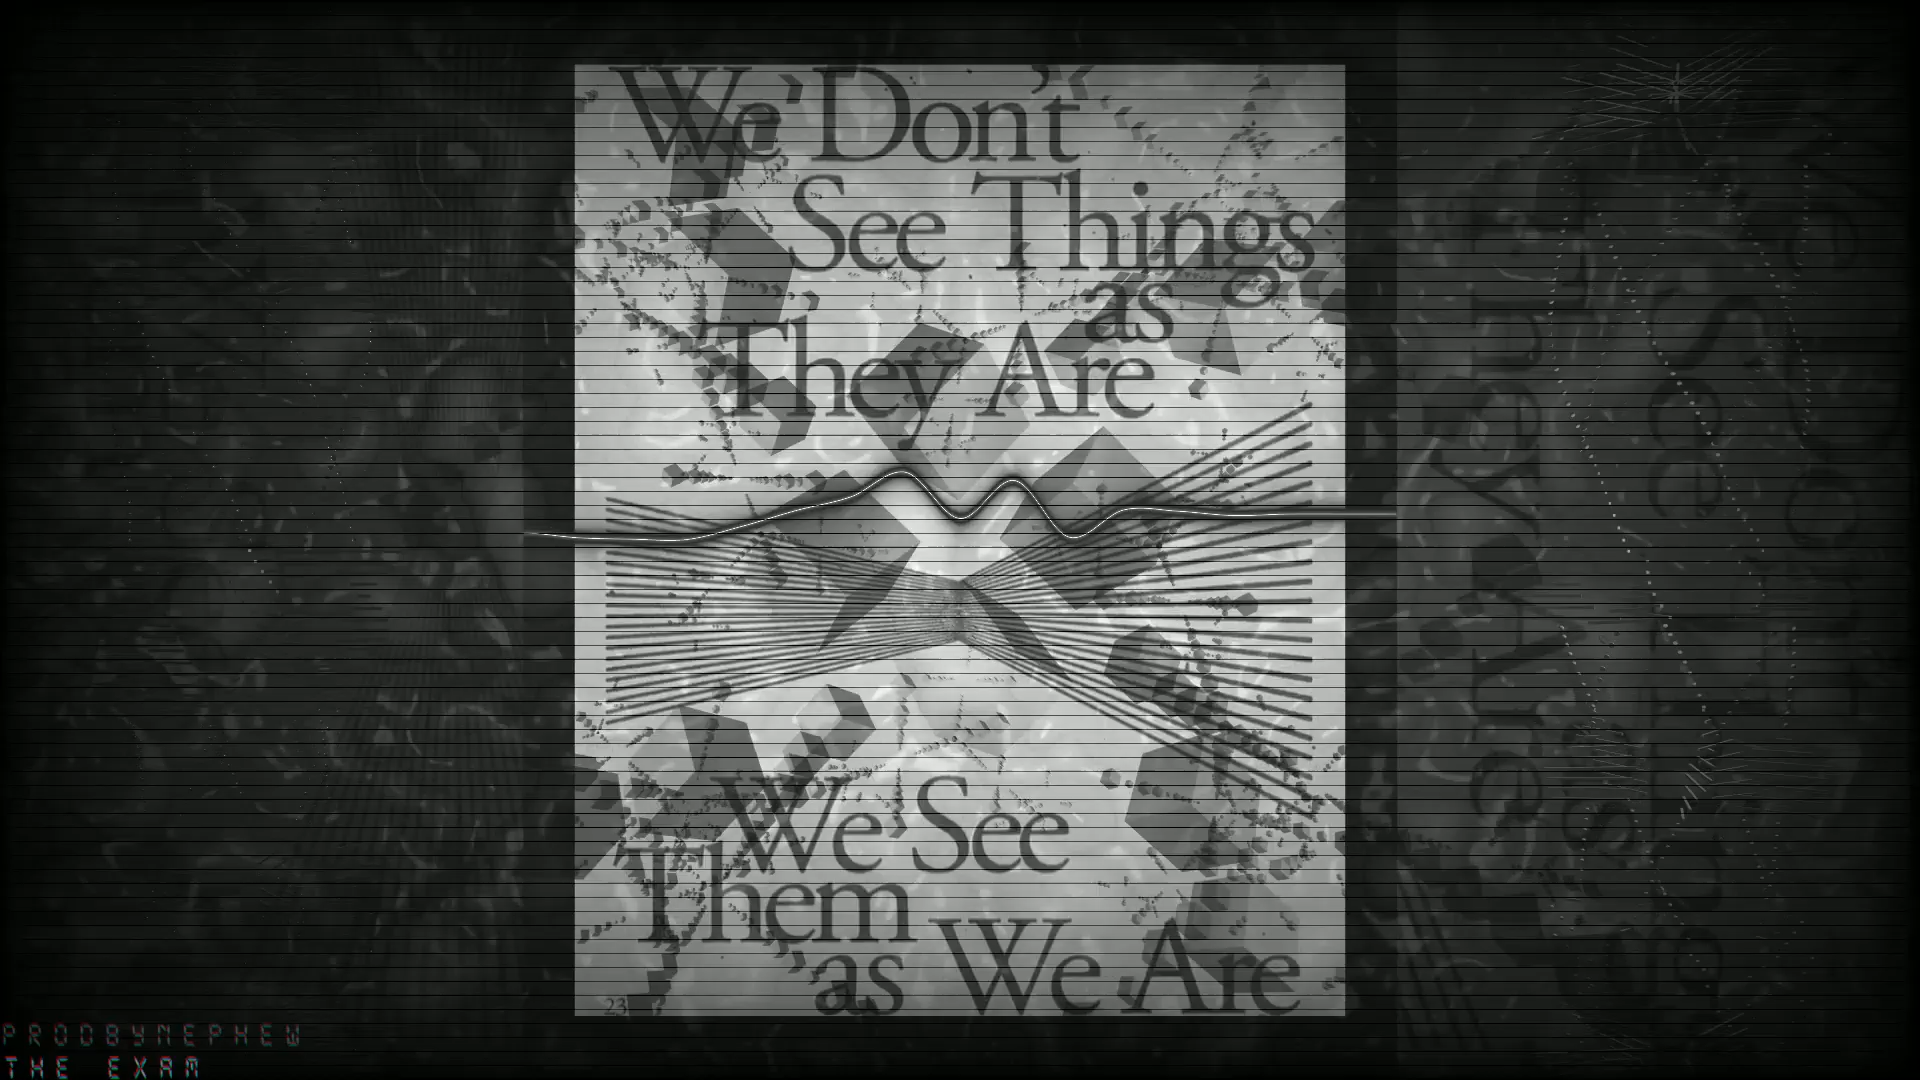 We Don't
See Things
as
They Are
We See
Them
as We Are
23
PRODBYNEPHEW
THE EXAM